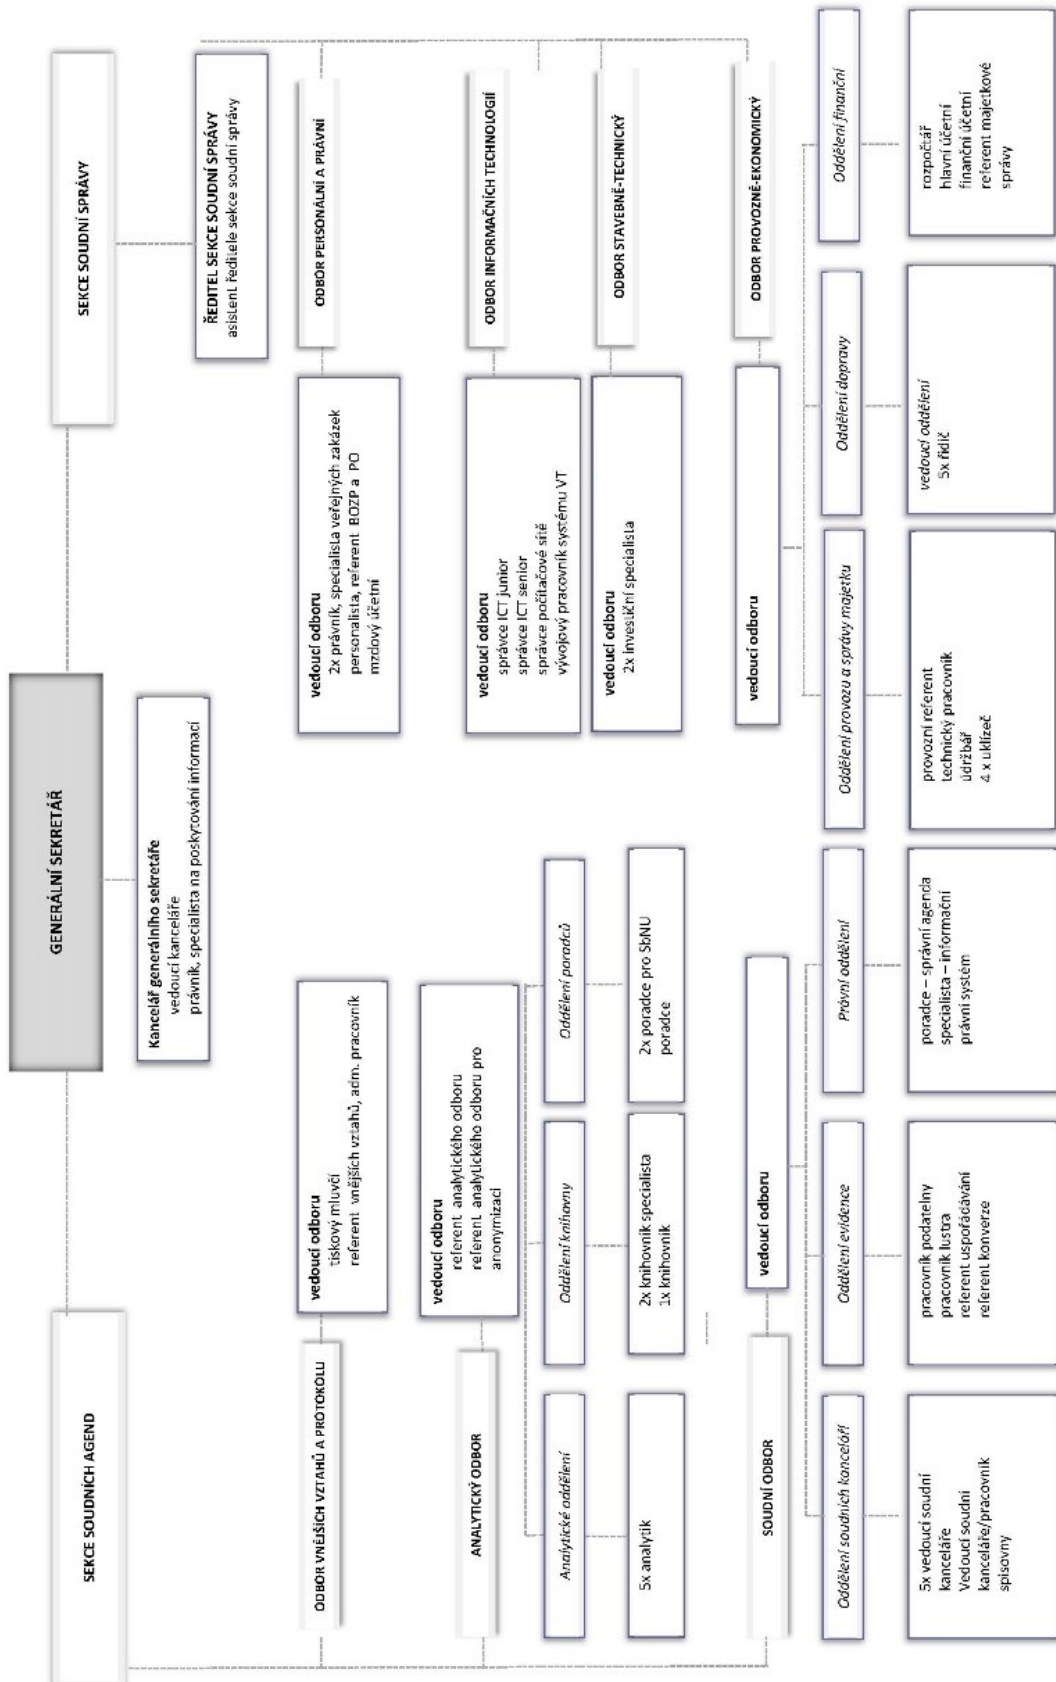 GENERÁLNÍ SEKRETÁŘ
Kancelář generálního sekretáře
vedoucí kanceláře
právník, specialista na poskytování informací
SEKCE SOUDNÍCH AGEND
ODBOR VNĚJŠÍCH VZTAHŮ A PROTOKOLU
vedoucí odboru
tiskový mluvčí
referent vnějších vztahů, adm. pracovník
ANALYTICKÝ ODBOR
vedoucí odboru
referent analytického odboru
referent analytického odboru pro
anonymizaci
Analytické oddělení
5x analytik
Oddělení knihovny
2x knihovník specialista
1x knihovník
Oddělení poradců
2x poradce pro SbNU
poradce
SOUDNÍ ODBOR
vedoucí odboru
Oddělení soudních kanceláří
5x vedoucí soudní
kanceláře
Vedoucí soudní
kanceláře/pracovník
spisovny
Oddělení evidence
pracovník podatelny
pracovník lustra
referent uspořádávání
referent konverze
Právní oddělení
poradce – správní agenda
specialista – informační
právní systém
SEKCE SOUDNÍ SPRÁVY
ŘEDITEL SEKCE SOUDNÍ SPRÁVY
asistent ředitele sekce soudní správy
ODBOR PERSONÁLNÍ A PRÁVNÍ
vedoucí odboru
2x právník, specialista veřejných zakázek
personalista, referent BOZP a PO
mzdový účetní
ODBOR INFORMAČNÍCH TECHNOLOGIÍ
vedoucí odboru
správce ICT junior
správce ICT senior
správce počítačové sítě
vývojový pracovník systému VT
ODBOR STAVEBNĚ-TECHNICKÝ
vedoucí odboru
2x investiční specialista
ODBOR PROVOZNĚ-EKONOMICKÝ
vedoucí odboru
Oddělení provozu a správy majetku
provozní referent
technický pracovník
údržbář
4 x uklízeč
Oddělení dopravy
vedoucí oddělení
5x řidič
Oddělení finanční
rozpočtář
hlavní účetní
finanční účetní
referent majetkové
správy